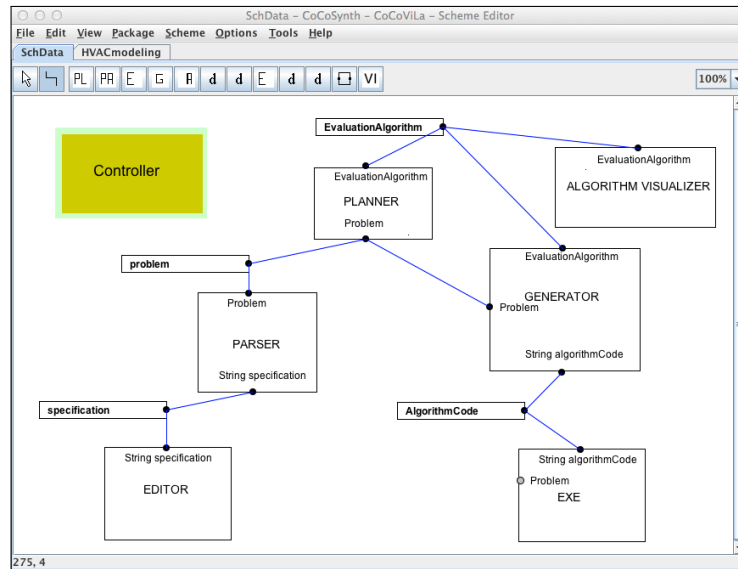 SchData – CoCoSynth – CoCoViLa – Scheme Editor
File Edit View Package Scheme Options Tools Help
SchData HVACmodeling
PL PA E G A d d E d d VI 100%
EvaluationAlgorithm
Controller
EvaluationAlgorithm
ALGORITHM VISUALIZER
EvaluationAlgorithm
PLANNER
Problem
problem
EvaluationAlgorithm
GENERATOR
Problem
String algorithmCode
Problem
PARSER
String specification
specification
AlgorithmCode
String specification
EDITOR
String algorithmCode
Problem
EXE
275, 4